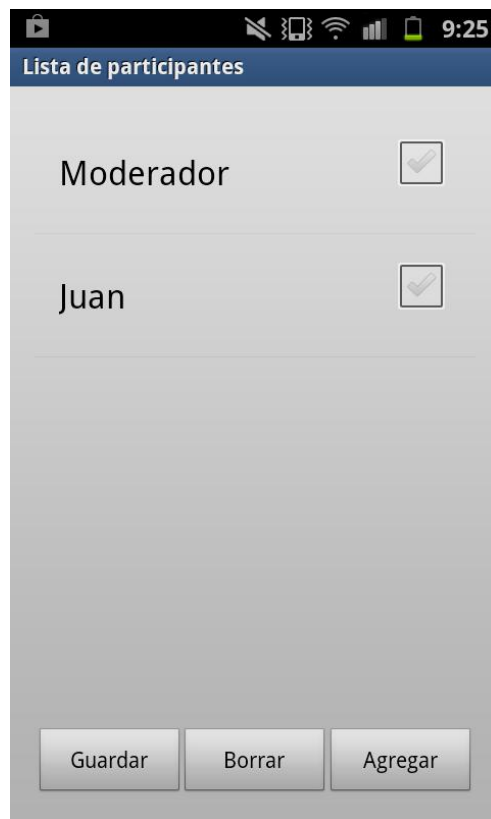 9:25
Lista de participantes
Moderador
Juan
Guardar Borrar Agregar